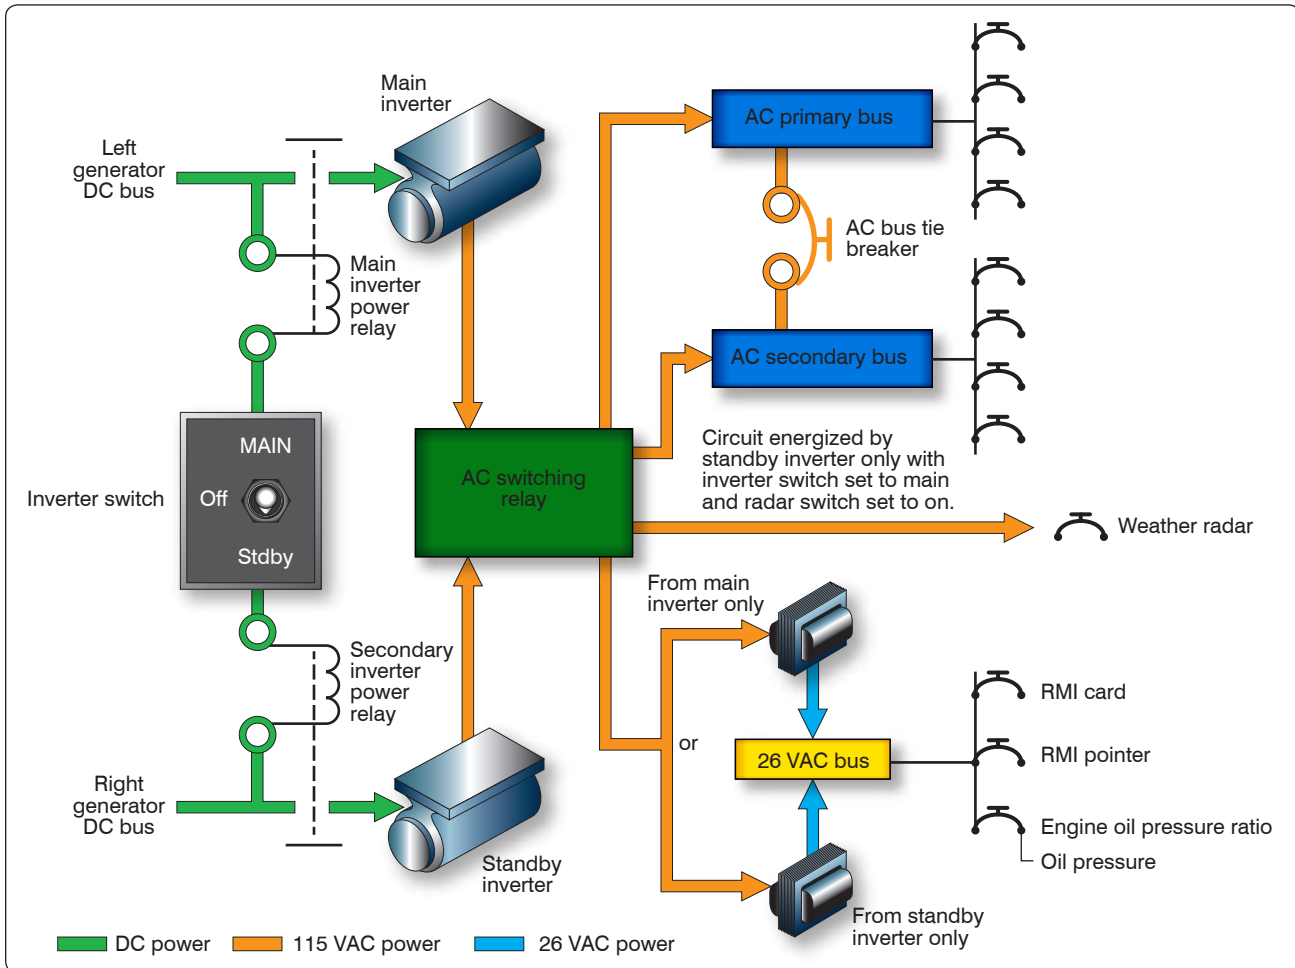 Main
inverter
Left
generator
DC bus
AC primary bus
Main
inverter
power
relay
AC bus tie
breaker
AC secondary bus
MAIN
Off
Stdby
Inverter switch
AC switching
relay
Circuit energized by
standby inverter only with
inverter switch set to main
and radar switch set to on.
Weather radar
From main
inverter only
Secondary
inverter
power
relay
or
26 VAC bus
RMI card
RMI pointer
Engine oil pressure ratio
Oil pressure
Right
generator
DC bus
Standby
inverter
From standby
inverter only
DC power
115 VAC power
26 VAC power